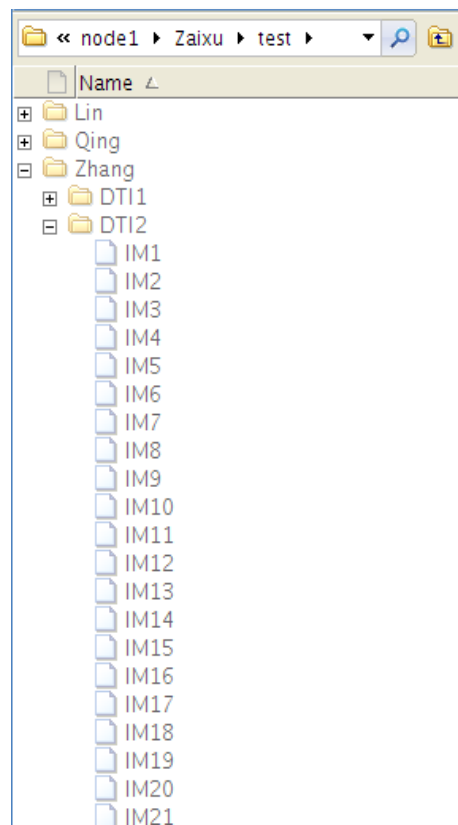 « node1 ▸ Zaixu ▸ test ▸
Name
Lin
Qing
Zhang
DTI1
DTI2
IM1
IM2
IM3
IM4
IM5
IM6
IM7
IM8
IM9
IM10
IM11
IM12
IM13
IM14
IM15
IM16
IM17
IM18
IM19
IM20
IM21